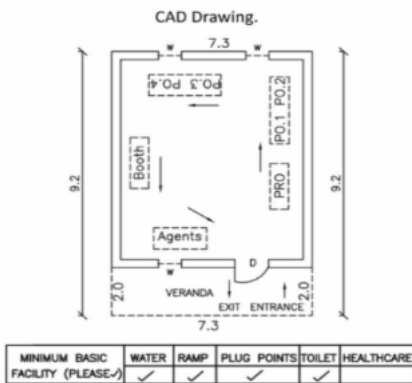 CAD Drawing.
W 7.3 W
PO.4 PO.3
PO.1 PO.2
9.2
9.2
Booth
PRO
Agents
W D
2.0 VERANDA 2.0
EXIT ENTRANCE
7.3
MINIMUM BASIC FACILITY (PLEASE✓) WATER RAMP PLUG POINTS TOILET HEALTHCARE
✓ ✓ ✓ ✓